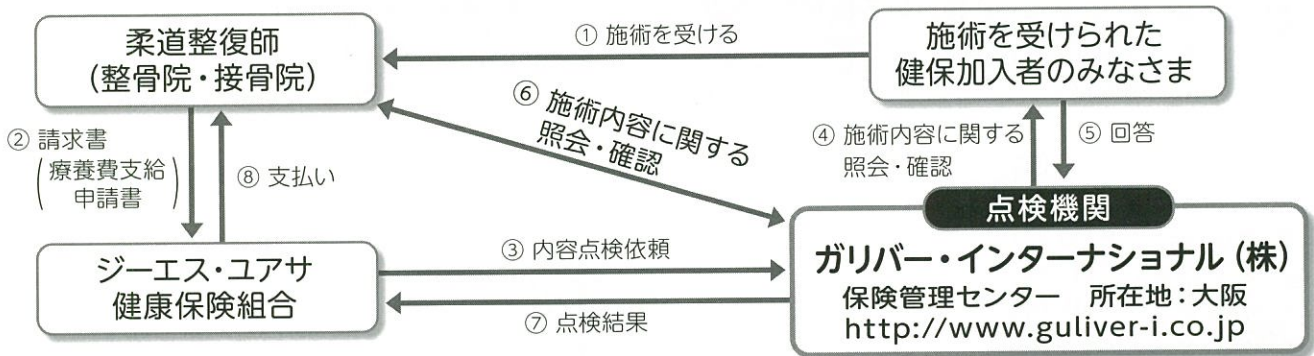 柔道整復師
(整骨院・接骨院)
① 施術を受ける
施術を受けられた
健保加入者のみなさま
② 請求書
(療養費支給
申請書)
⑧ 支払い
⑥ 施術内容に関する
照会・確認
④ 施術内容に関する
照会・確認
⑤ 回答
ジーエス・ユアサ
健康保険組合
③ 内容点検依頼
⑦ 点検結果
点検機関
ガリバー・インターナショナル(株)
保険管理センター 所在地:大阪
http://www.guliver-i.co.jp